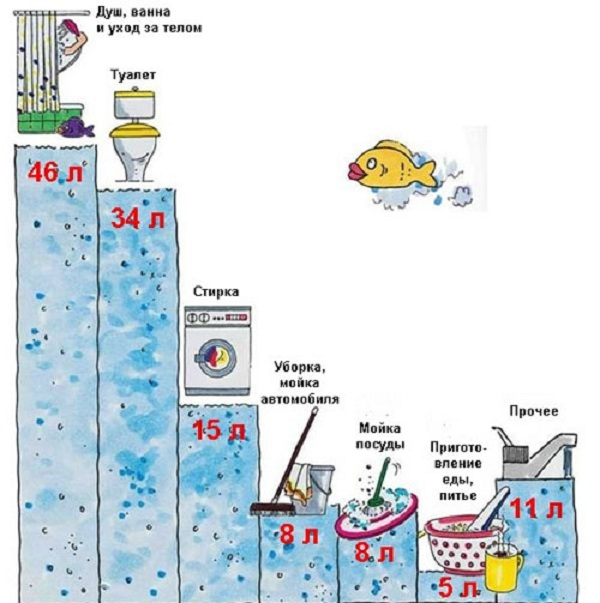 Душ, ванна
и уход за телом
46 л
Туалет
34 л
Стирка
15 л
Уборка,
мойка
автомобиля
8 л
Мойка
посуды
8 л
Пригото-
вление
еды,
питье
5 л
Прочее
11 л